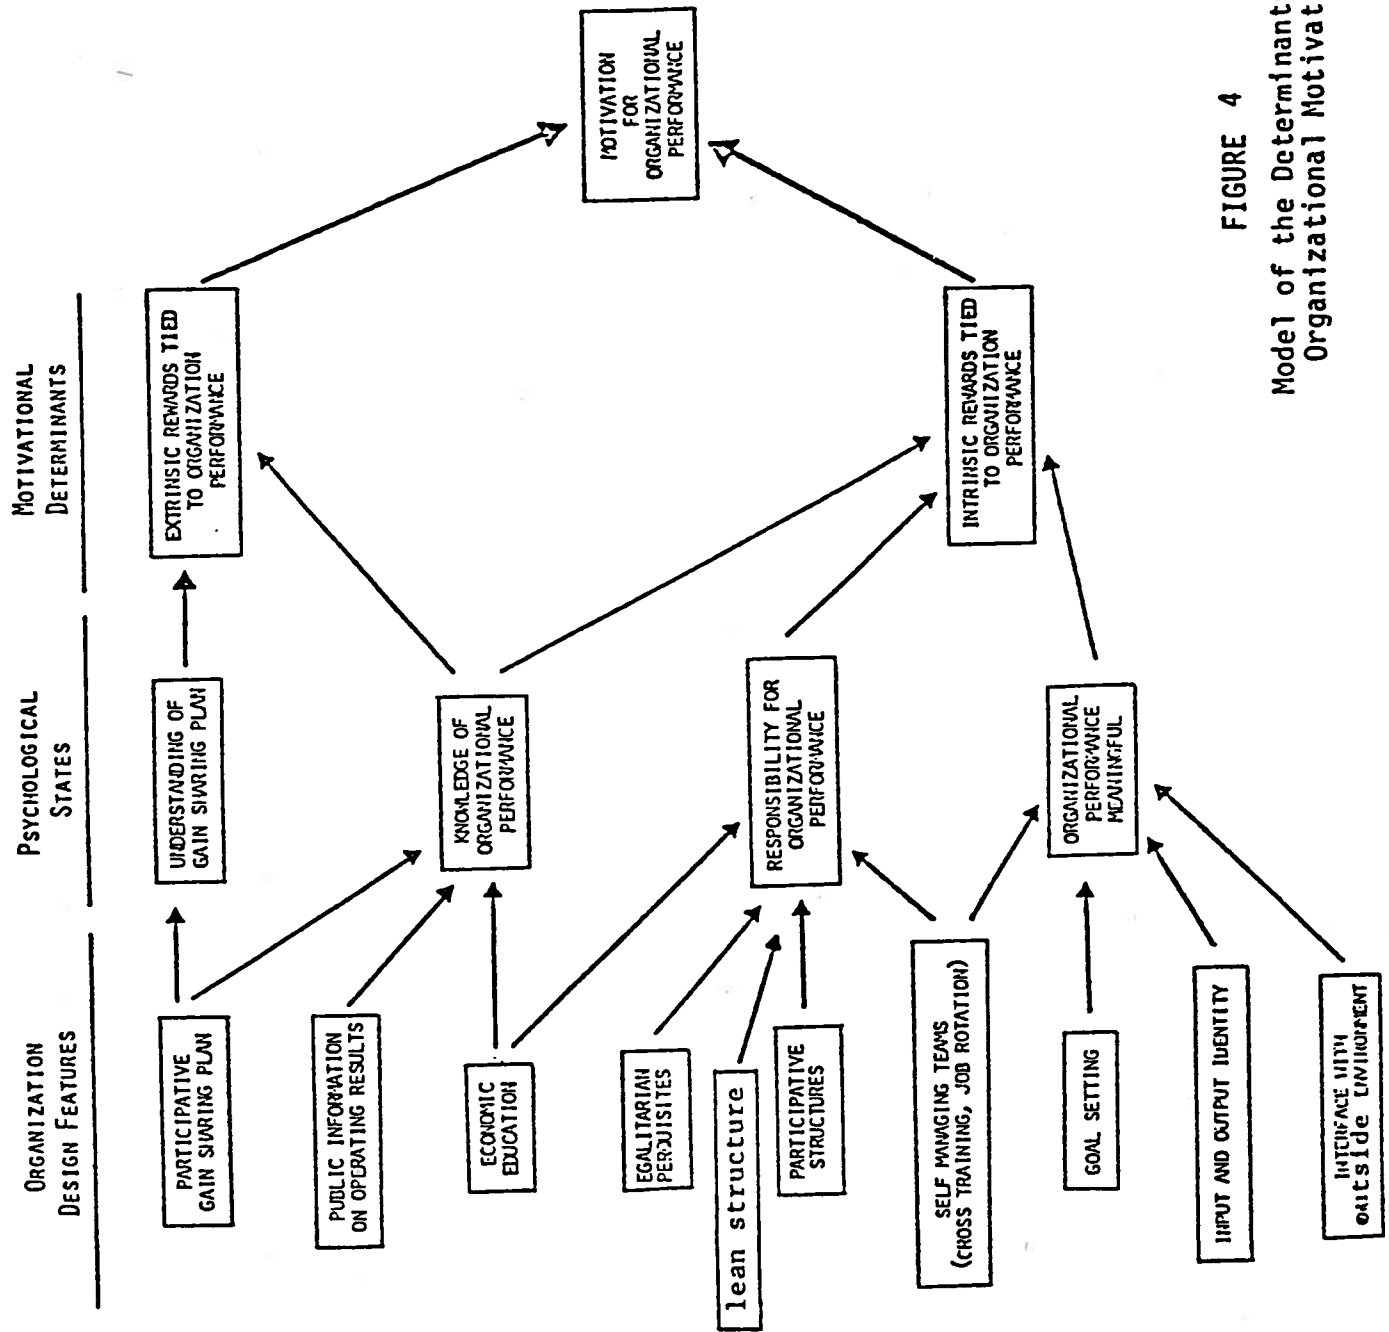 ORGANIZATION
DESIGN FEATURES
PSYCHOLOGICAL
STATES
MOTIVATIONAL
DETERMINANTS
PARTICIPATIVE
GAIN SHARING PLAN
PUBLIC INFORMATION
ON OPERATING RESULTS
ECONOMIC
EDUCATION
EGALITARIAN
PERQUISITES
lean structure
PARTICIPATIVE
STRUCTURES
SELF MANAGING TEAMS
(CROSS TRAINING, JOB ROTATION)
GOAL SETTING
INPUT AND OUTPUT IDENTITY
INTERFACE WITH
outside ENVIRONMENT
UNDERSTANDING OF
GAIN SHARING PLAN
KNOWLEDGE OF
ORGANIZATIONAL
PERFORMANCE
RESPONSIBILITY FOR
ORGANIZATIONAL
PERFORMANCE
ORGANIZATIONAL
PERFORMANCE
MEANINGFUL
EXTRINSIC REWARDS TIED
TO ORGANIZATION
PERFORMANCE
INTRINSIC REWARDS TIED
TO ORGANIZATION
PERFORMANCE
MOTIVATION
FOR
ORGANIZATIONAL
PERFORMANCE
FIGURE 4
Model of the Determinant
Organizational Motivat